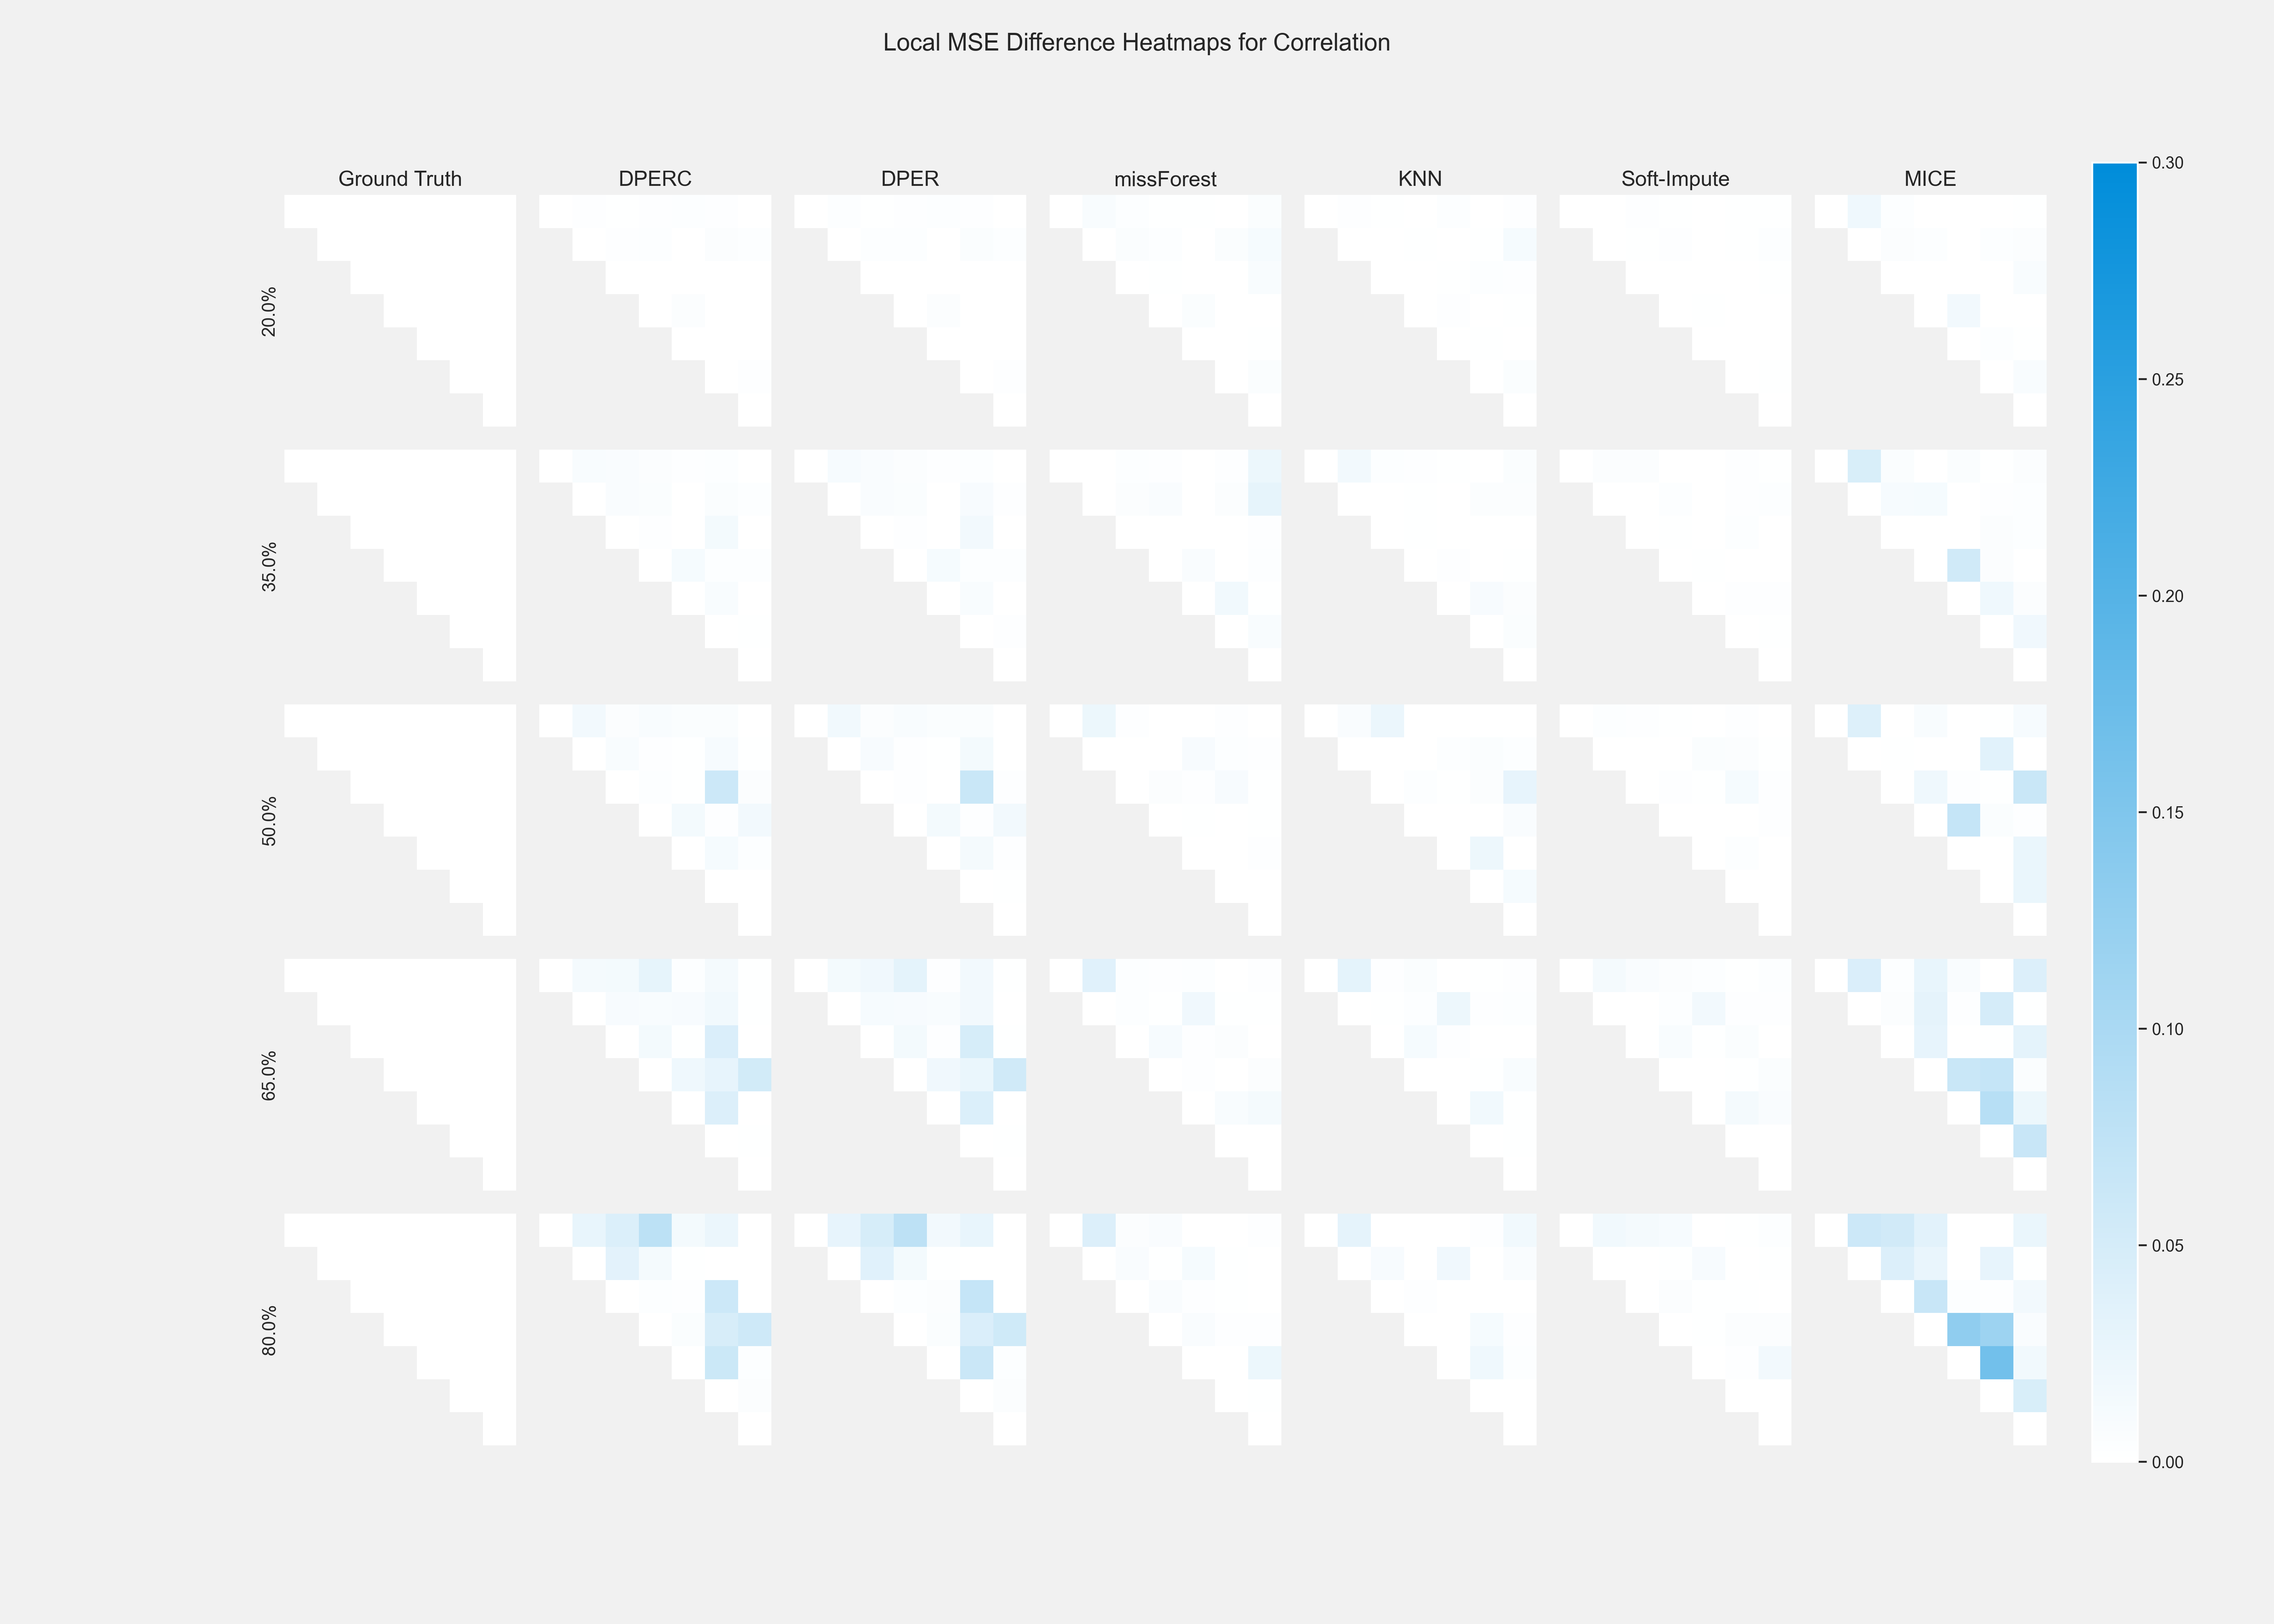 Local MSE Difference Heatmaps for Correlation
Ground Truth
DPERC
DPER
missForest
KNN
Soft-Impute
MICE
20.0%
35.0%
50.0%
65.0%
80.0%
0.30
0.25
0.20
0.15
0.10
0.05
0.00